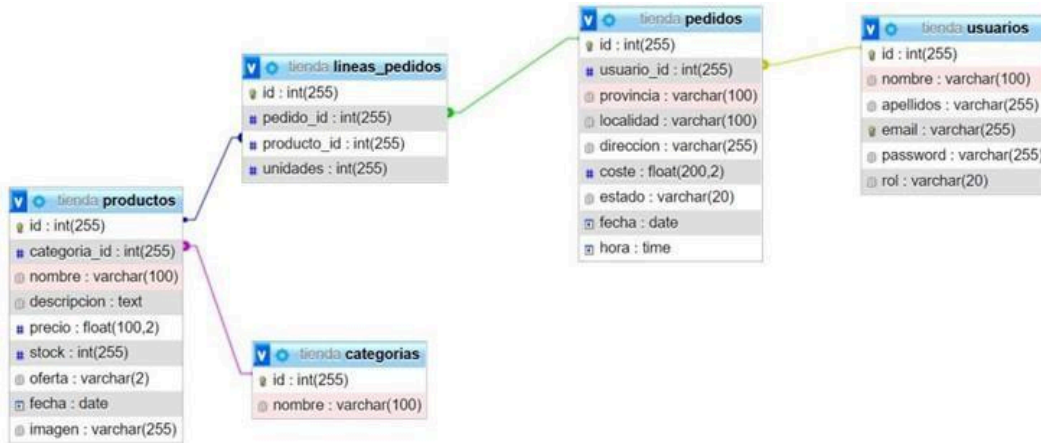 tienda pedidos
id : int(255)
usuario_id : int(255)
provincia : varchar(100)
localidad : varchar(100)
direccion : varchar(255)
coste : float(200,2)
estado : varchar(20)
fecha : date
hora : time
tienda usuarios
id : int(255)
nombre : varchar(100)
apellidos : varchar(255)
email : varchar(255)
password : varchar(255)
rol : varchar(20)
tienda lineas_pedidos
id : int(255)
pedido_id : int(255)
producto_id : int(255)
unidades : int(255)
tienda productos
id : int(255)
categoria_id : int(255)
nombre : varchar(100)
descripcion : text
precio : float(100,2)
stock : int(255)
oferta : varchar(2)
fecha : date
imagen : varchar(255)
tienda categorias
id : int(255)
nombre : varchar(100)